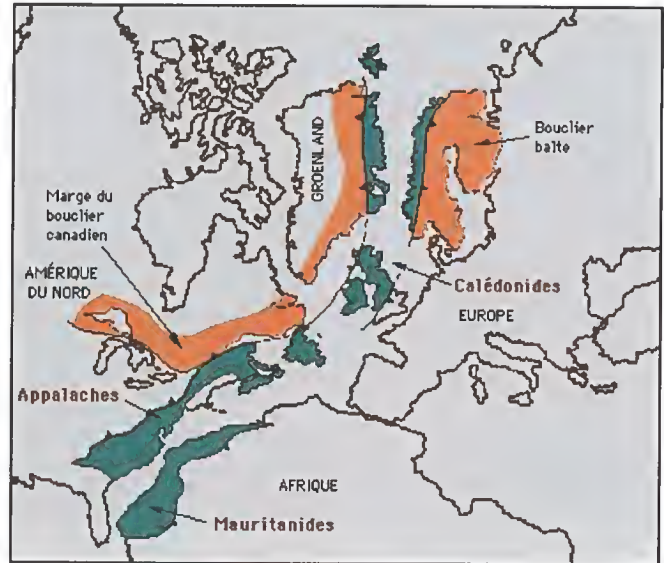 GROENLAND
Bouclier
balte
Marge du
bouclier
canadien
AMÉRIQUE
DU NORD
Calédonides
EUROPE
Appalaches
AFRIQUE
Mauritanides